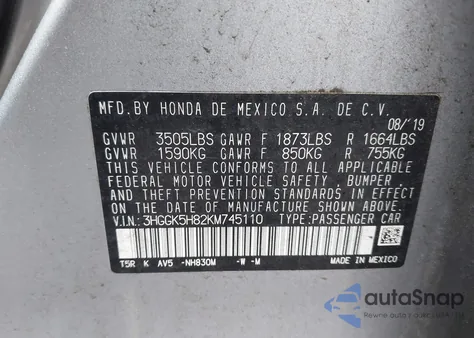 MFD.BY HONDA DE MEXICO S.A. DE C.V.
08/'19
GVWR 3505LBS GAWR F 1873LBS R 1664LBS
GVWR 1590KG GAWR F 850KG R 755KG
THIS VEHICLE CONFORMS TO ALL APPLICABLE
FEDERAL MOTOR VEHICLE SAFETY, BUMPER
AND THEFT PREVENTION STANDARDS IN EFFECT
ON THE DATE OF MANUFACTURE SHOWN ABOVE.
V.I.N.: 3HGGK5H82KM745110 TYPE:PASSENGER CAR
T5R K AV5 -NH830M -W -M MADE IN MEXICO
autoSnap